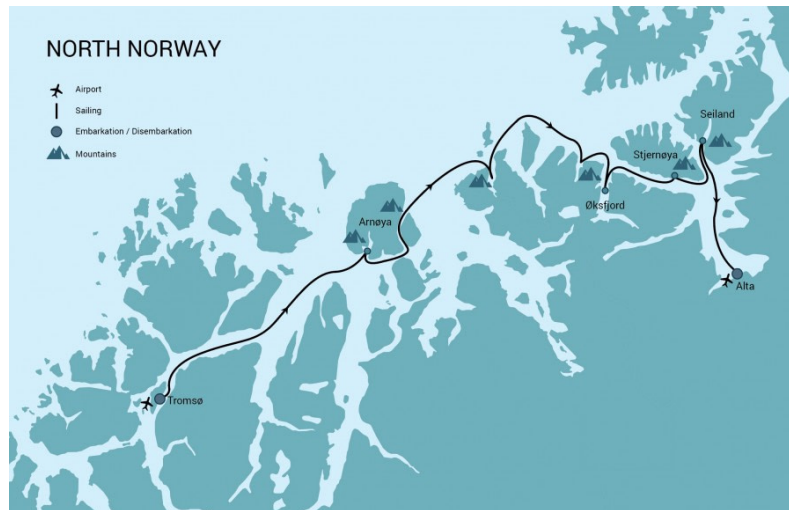 NORTH NORWAY
Airport
Sailing
Embarkation / Disembarkation
Mountains
Seiland
Stjernøya
Øksfjord
Arnøya
Alta
Tromsø